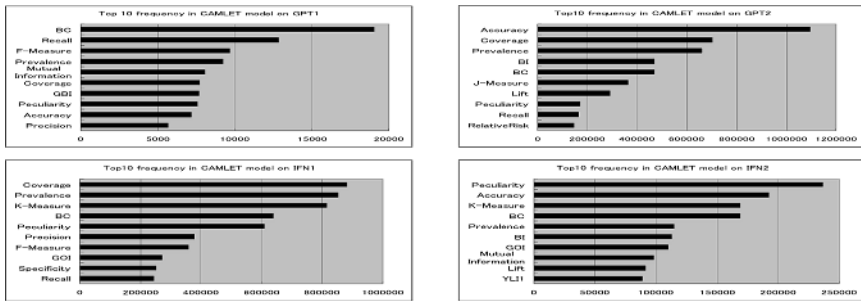 Top 10 frequency in CAMLET model on GPT1
BC
Recall
F-Measure
Prevalence
Mutual
Information
Coverage
GBI
Peculiarity
Accuracy
Precision
0 5000 10000 15000 20000
Top10 frequency in CAMLET model on GPT2
Accuracy
Coverage
Prevalence
BI
BC
J-Measure
Lift
Peculiarity
Recall
RelativeRisk
0 200000 400000 600000 800000 1000000 1200000
Top10 frequency in CAMLET model on IFN1
Coverage
Prevalence
K-Measure
BC
Peculiarity
Precision
F-Measure
GOI
Specificity
Recall
0 200000 400000 600000 800000 1000000
Top10 frequency in CAMLET model on IFN2
Peculiarity
Accuracy
K-Measure
BC
Prevalence
BI
GOI
Mutual
Information
Lift
YLI1
0 50000 100000 150000 200000 250000